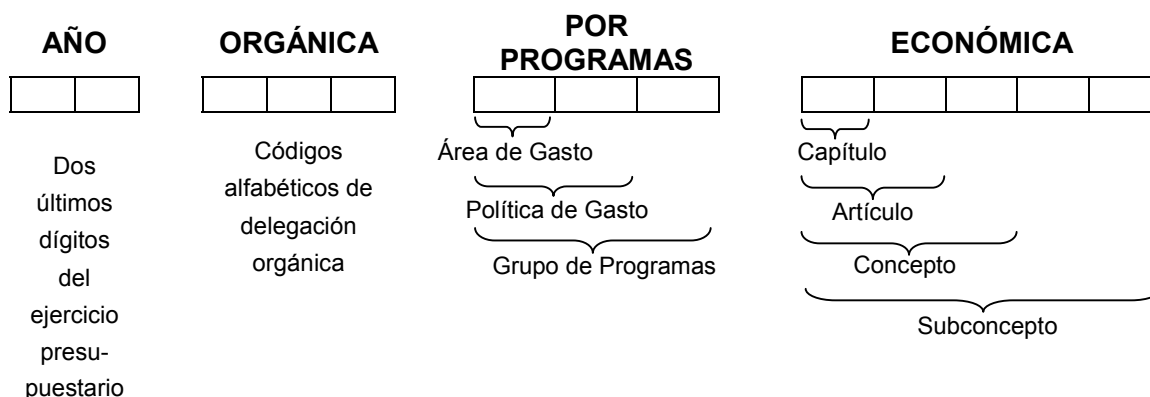 AÑO
ORGÁNICA
POR
PROGRAMAS
ECONÓMICA
Dos
últimos
dígitos
del
ejercicio
presu-
puestario
Códigos
alfabéticos de
delegación
orgánica
Área de Gasto
Política de Gasto
Grupo de Programas
Capítulo
Artículo
Concepto
Subconcepto